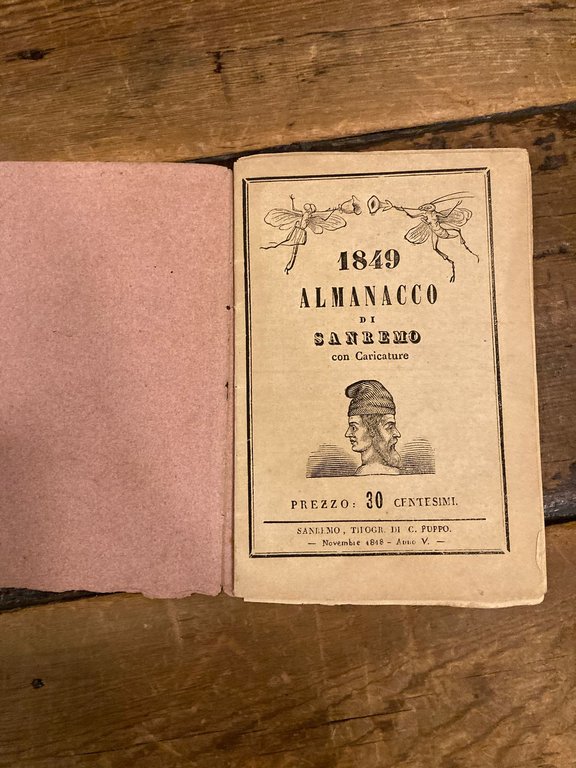 1849
ALMANACCO
DI
SANREMO
con Caricature
PREZZO: 30 CENTESIMI.
SANREMO, TIPOGR. DI C. PUPPO.
— Novembre 1848 – Anno V. —